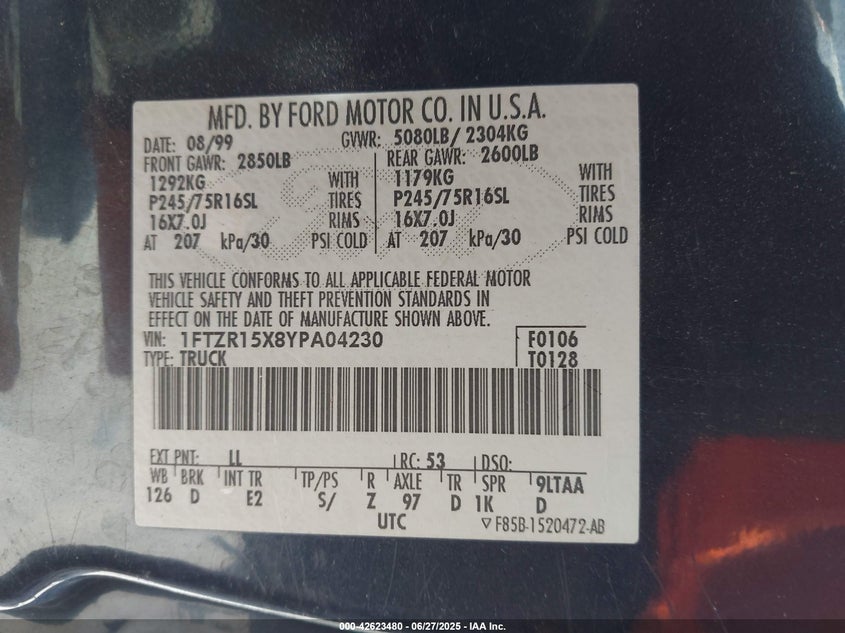 MFD. BY FORD MOTOR CO. IN U.S.A.
DATE: 08/99 GVWR: 5080LB/ 2304KG
FRONT GAWR: 2850LB REAR GAWR: 2600LB
1292KG WITH 1179KG WITH
P245/75R16SL TIRES P245/75R16SL TIRES
16X7.0J RIMS 16X7.0J RIMS
AT 207 kPa/30 PSI COLD AT 207 kPa/30 PSI COLD
THIS VEHICLE CONFORMS TO ALL APPLICABLE FEDERAL MOTOR
VEHICLE SAFETY AND THEFT PREVENTION STANDARDS IN
EFFECT ON THE DATE OF MANUFACTURE SHOWN ABOVE.
VIN: 1FTZR15X8YPA04230 F0106
TYPE: TRUCK T0128
EXT PNT: LL RC: 53 DSO:
WB BRK INT TR TP/PS R AXLE TR SPR 9LTAA
126 D E2 S/ Z 97 D 1K D
UTC ▽F85B-1520472-AB
000-42623480 - 06/27/2025 - IAA Inc.